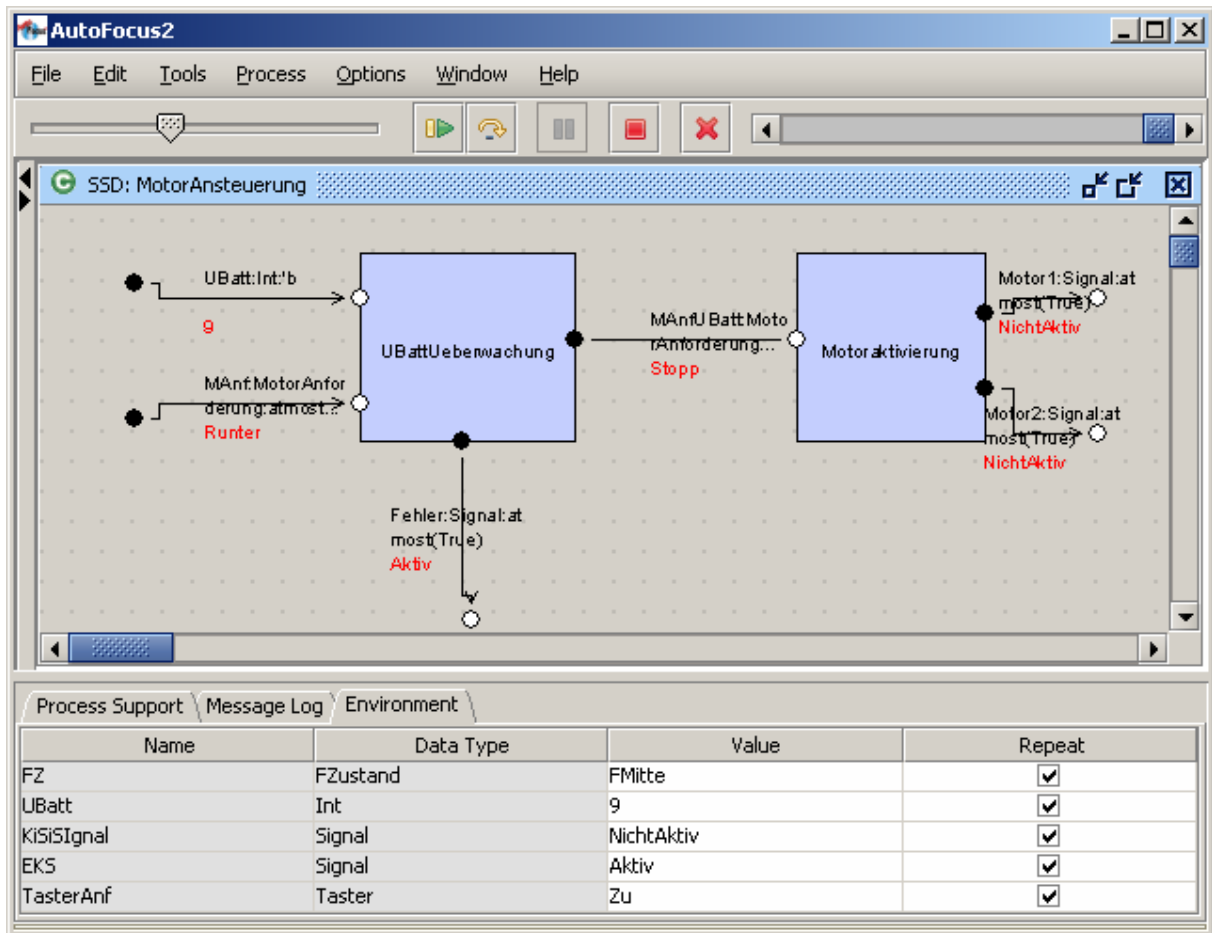 AutoFocus2
File Edit Tools Process Options Window Help
SSD: MotorAnsteuerung
UBatt:Int:'b
9
MAnf:MotorAnfor
derung:atmost.?
Runter
UBattUeberwachung
Fehler:Signal:at
most(True)
Aktiv
MAnfUBatt:Moto
rAnforderung...
Stopp
Motoraktivierung
Motor1:Signal:at
most(True)
NichtAktiv
Motor2:Signal:at
most(True)
NichtAktiv
Process Support Message Log Environment
Name Data Type Value Repeat
FZ FZustand FMitte
UBatt Int 9
KiSiSIgnal Signal NichtAktiv
EKS Signal Aktiv
TasterAnf Taster Zu